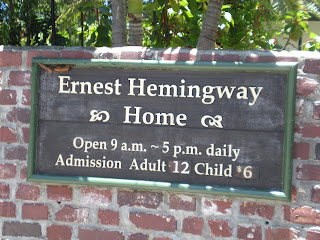 Ernest Hemingway
Home
Open 9 a.m. ~ 5 p.m. daily
Admission Adult 12 Child $6